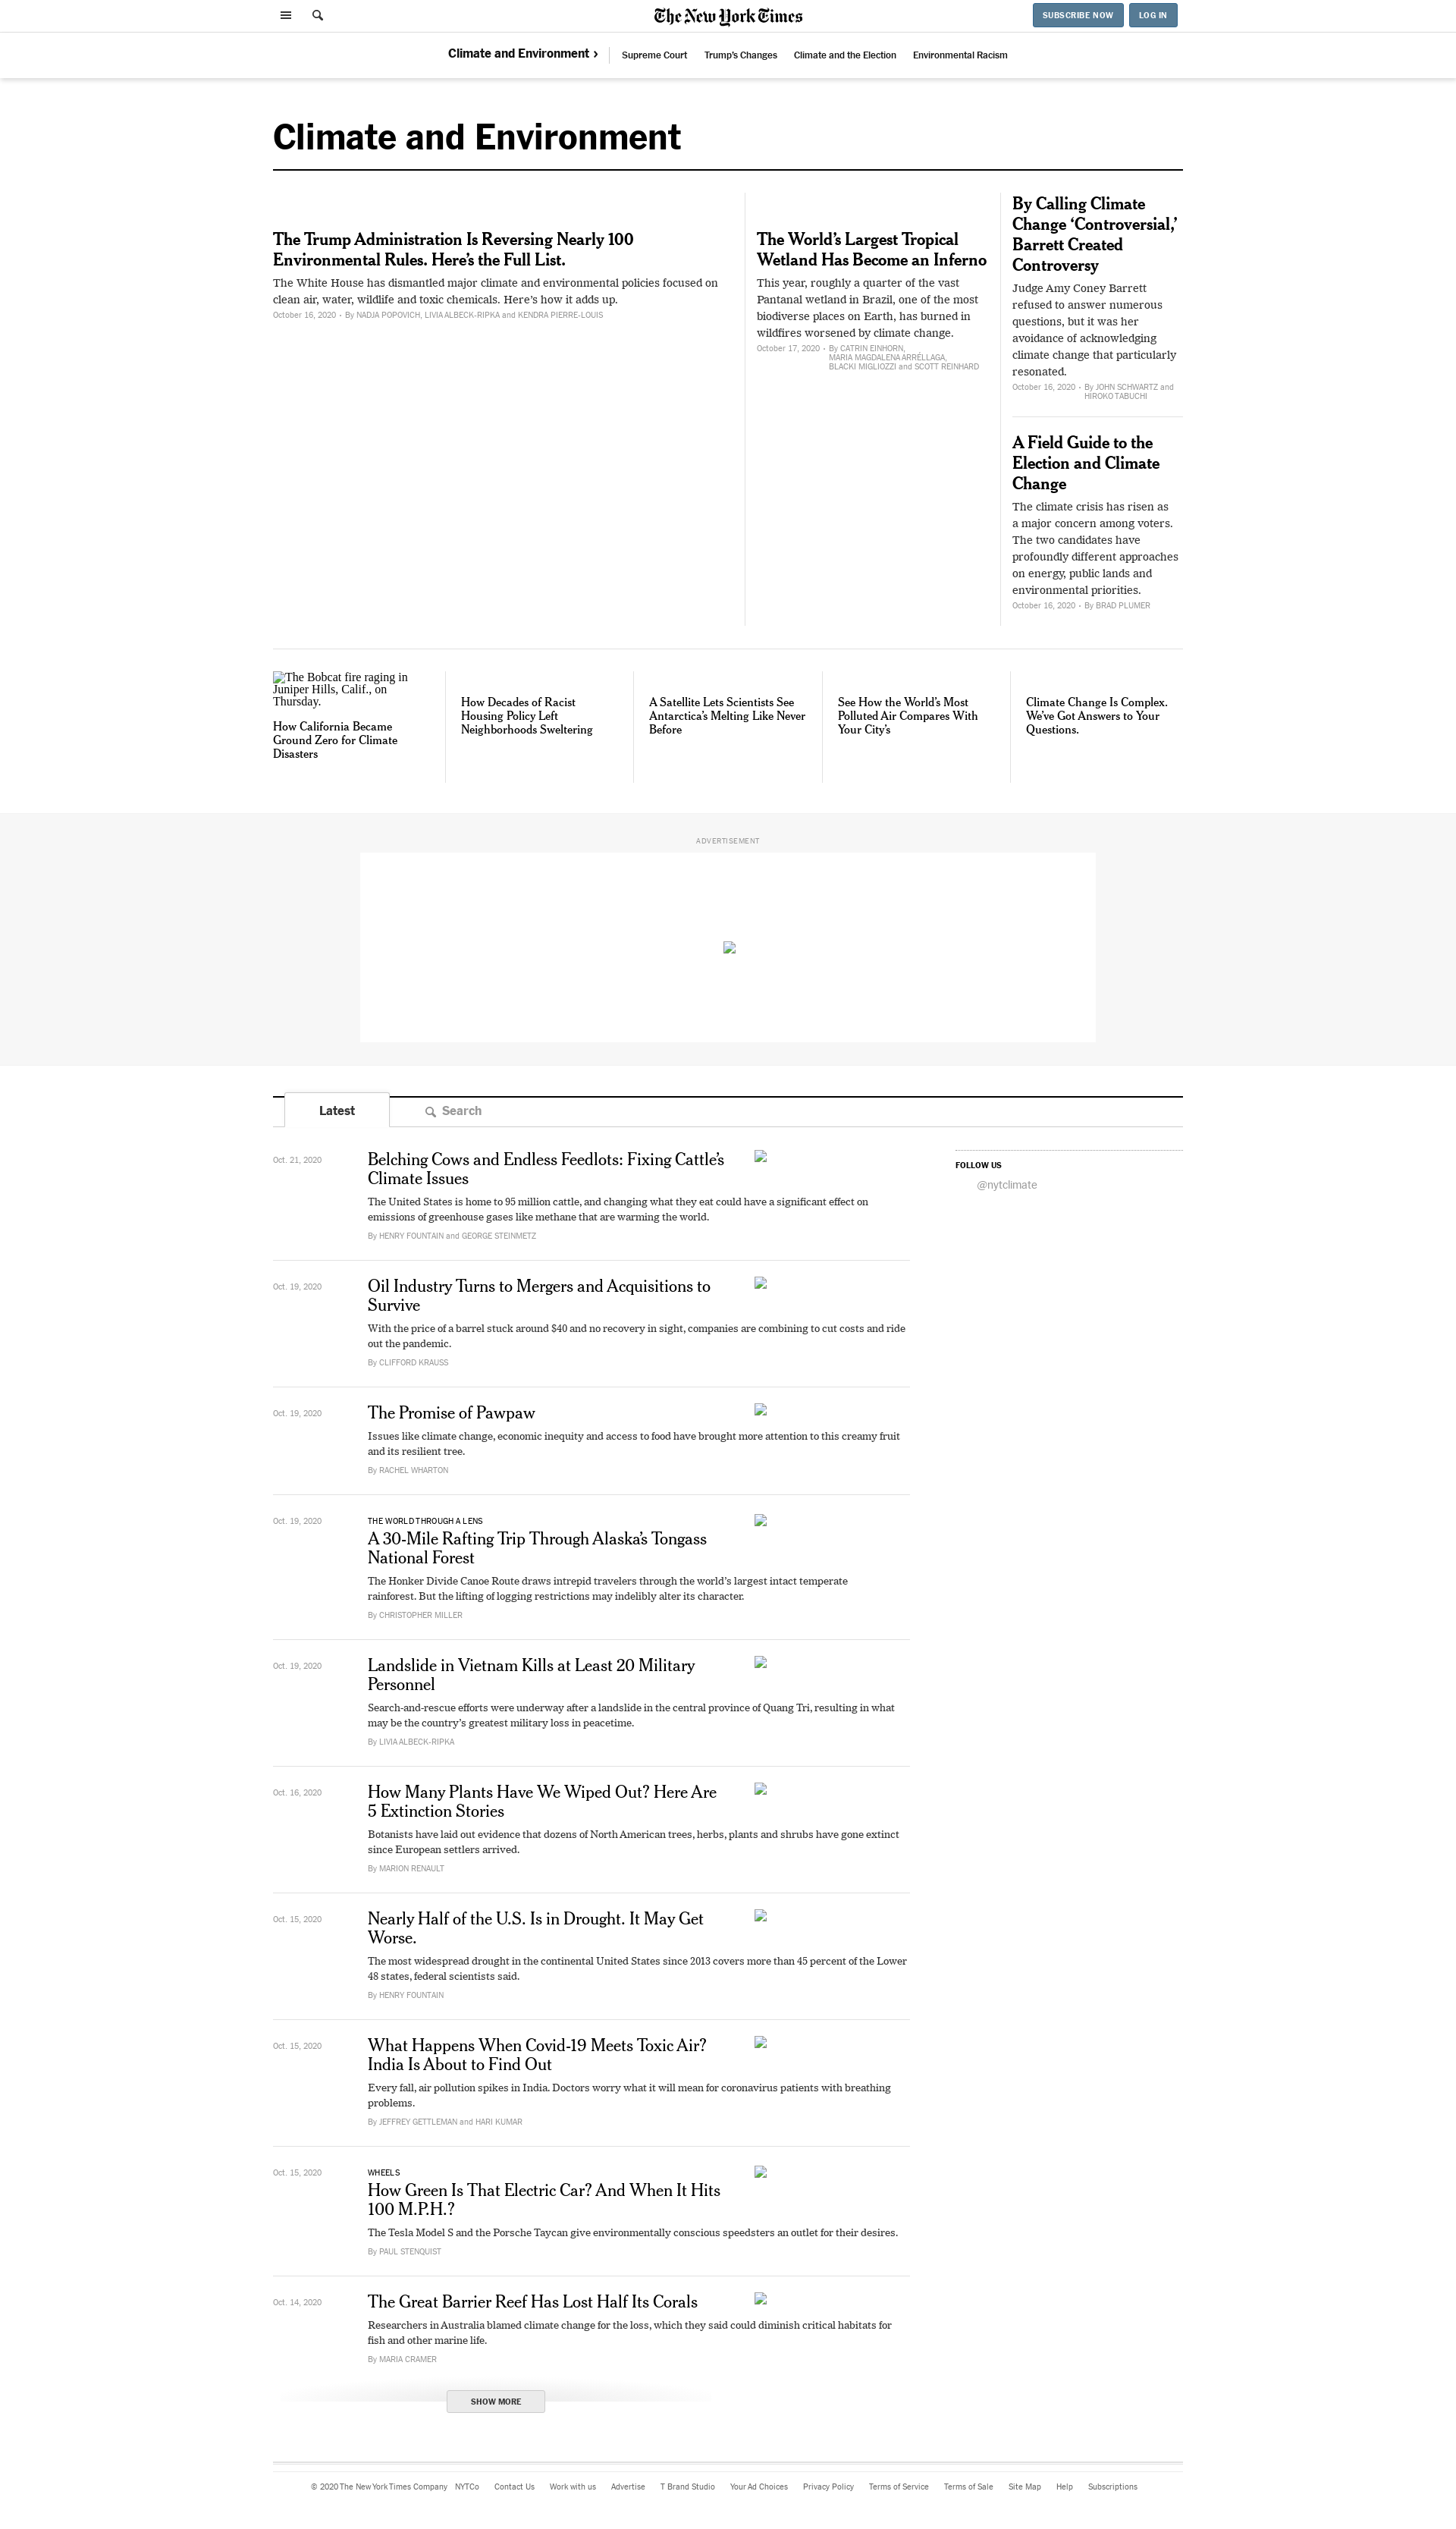 The New York Times
SUBSCRIBE NOW
LOG IN
Climate and Environment ›
Supreme Court
Trump's Changes
Climate and the Election
Environmental Racism
Climate and Environment
The Trump Administration Is Reversing Nearly 100
Environmental Rules. Here's the Full List.
The White House has dismantled major climate and environmental policies focused on
clean air, water, wildlife and toxic chemicals. Here's how it adds up.
October 16, 2020 • By NADJA POPOVICH, LIVIA ALBECK-RIPKA and KENDRA PIERRE-LOUIS
The World's Largest Tropical
Wetland Has Become an Inferno
This year, roughly a quarter of the vast
Pantanal wetland in Brazil, one of the most
biodiverse places on Earth, has burned in
wildfires worsened by climate change.
October 17, 2020 • By CATRIN EINHORN,
MARIA MAGDALENA ARRÉLLAGA,
BLACKI MIGLIOZZI and SCOTT REINHARD
By Calling Climate
Change ‘Controversial,’
Barrett Created
Controversy
Judge Amy Coney Barrett
refused to answer numerous
questions, but it was her
avoidance of acknowledging
climate change that particularly
resonated.
October 16, 2020 • By JOHN SCHWARTZ and
HIROKO TABUCHI
A Field Guide to the
Election and Climate
Change
The climate crisis has risen as
a major concern among voters.
The two candidates have
profoundly different approaches
on energy, public lands and
environmental priorities.
October 16, 2020 • By BRAD PLUMER
The Bobcat fire raging in
Juniper Hills, Calif., on
Thursday.
How California Became
Ground Zero for Climate
Disasters
How Decades of Racist
Housing Policy Left
Neighborhoods Sweltering
A Satellite Lets Scientists See
Antarctica's Melting Like Never
Before
See How the World's Most
Polluted Air Compares With
Your City's
Climate Change Is Complex.
We've Got Answers to Your
Questions.
ADVERTISEMENT
Latest
Search
Oct. 21, 2020
Belching Cows and Endless Feedlots: Fixing Cattle's
Climate Issues
The United States is home to 95 million cattle, and changing what they eat could have a significant effect on
emissions of greenhouse gases like methane that are warming the world.
By HENRY FOUNTAIN and GEORGE STEINMETZ
FOLLOW US
@nytclimate
Oct. 19, 2020
Oil Industry Turns to Mergers and Acquisitions to
Survive
With the price of a barrel stuck around $40 and no recovery in sight, companies are combining to cut costs and ride
out the pandemic.
By CLIFFORD KRAUSS
Oct. 19, 2020
The Promise of Pawpaw
Issues like climate change, economic inequity and access to food have brought more attention to this creamy fruit
and its resilient tree.
By RACHEL WHARTON
Oct. 19, 2020
THE WORLD THROUGH A LENS
A 30-Mile Rafting Trip Through Alaska's Tongass
National Forest
The Honker Divide Canoe Route draws intrepid travelers through the world's largest intact temperate
rainforest. But the lifting of logging restrictions may indelibly alter its character.
By CHRISTOPHER MILLER
Oct. 19, 2020
Landslide in Vietnam Kills at Least 20 Military
Personnel
Search-and-rescue efforts were underway after a landslide in the central province of Quang Tri, resulting in what
may be the country's greatest military loss in peacetime.
By LIVIA ALBECK-RIPKA
Oct. 16, 2020
How Many Plants Have We Wiped Out? Here Are
5 Extinction Stories
Botanists have laid out evidence that dozens of North American trees, herbs, plants and shrubs have gone extinct
since European settlers arrived.
By MARION RENAULT
Oct. 15, 2020
Nearly Half of the U.S. Is in Drought. It May Get
Worse.
The most widespread drought in the continental United States since 2013 covers more than 45 percent of the Lower
48 states, federal scientists said.
By HENRY FOUNTAIN
Oct. 15, 2020
What Happens When Covid-19 Meets Toxic Air?
India Is About to Find Out
Every fall, air pollution spikes in India. Doctors worry what it will mean for coronavirus patients with breathing
problems.
By JEFFREY GETTLEMAN and HARI KUMAR
Oct. 15, 2020
WHEELS
How Green Is That Electric Car? And When It Hits
100 M.P.H.?
The Tesla Model S and the Porsche Taycan give environmentally conscious speedsters an outlet for their desires.
By PAUL STENQUIST
Oct. 14, 2020
The Great Barrier Reef Has Lost Half Its Corals
Researchers in Australia blamed climate change for the loss, which they said could diminish critical habitats for
fish and other marine life.
By MARIA CRAMER
SHOW MORE
© 2020 The New York Times Company NYTCo Contact Us Work with us Advertise T Brand Studio Your Ad Choices Privacy Policy Terms of Service Terms of Sale Site Map Help Subscriptions